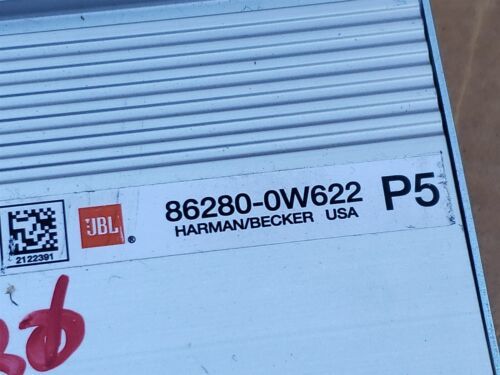 86280-0W622 P5
JBL ®
HARMAN/BECKER USA
2122391